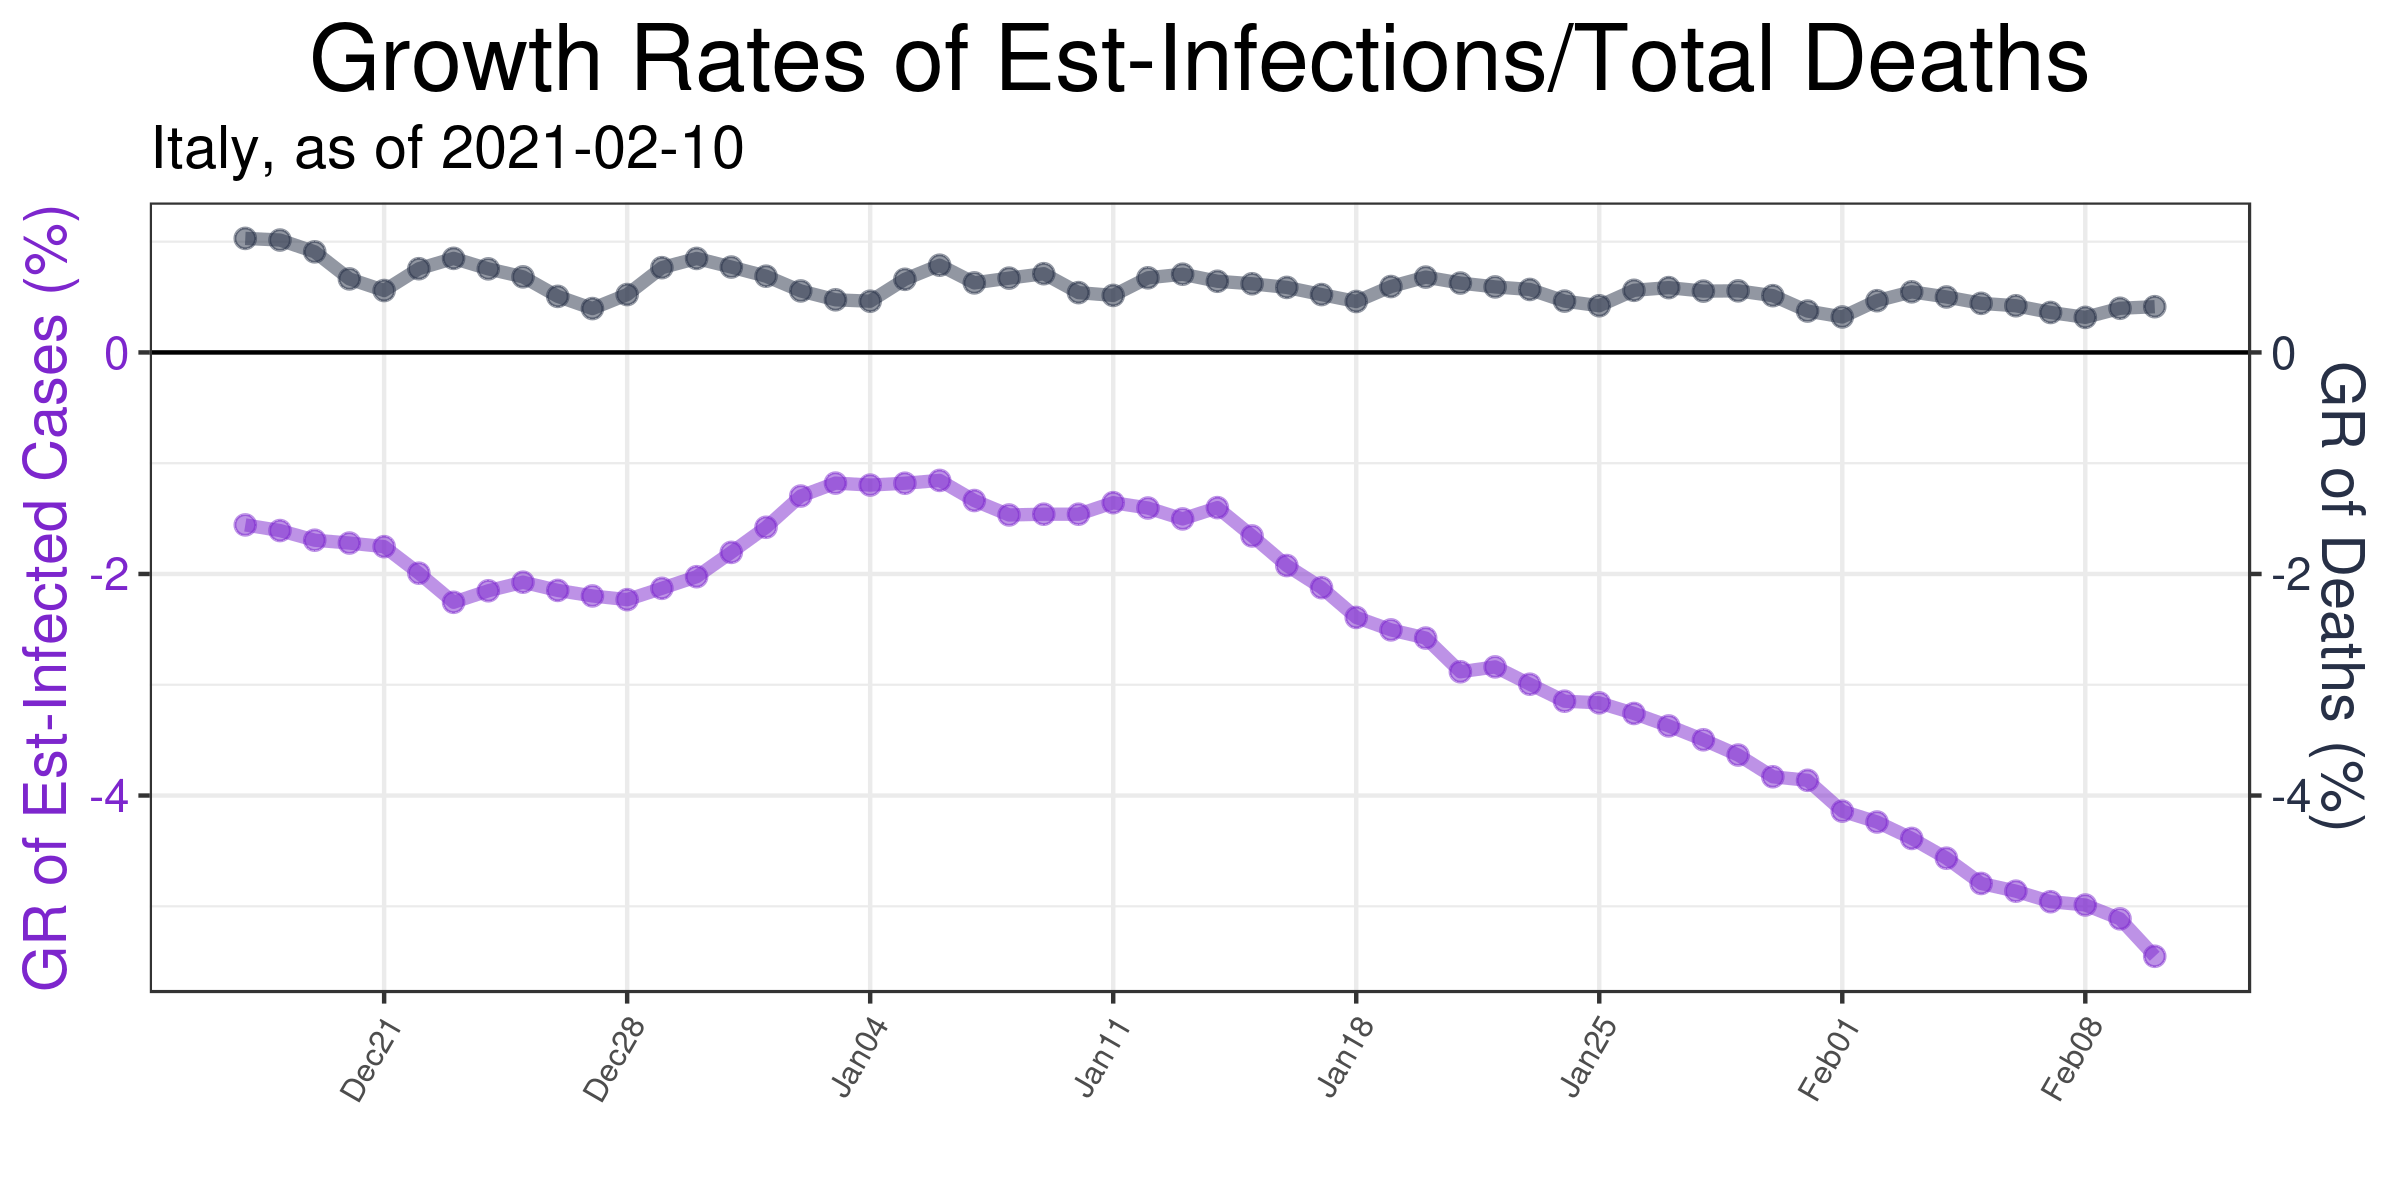 Growth Rates of Est-Infections/Total Deaths
Italy, as of 2021-02-10
GR of Est-Infected Cases (%)
0
-2
-4
0
-2
-4
GR of Deaths (%)
Dec21
Dec28
Jan04
Jan11
Jan18
Jan25
Feb01
Feb08